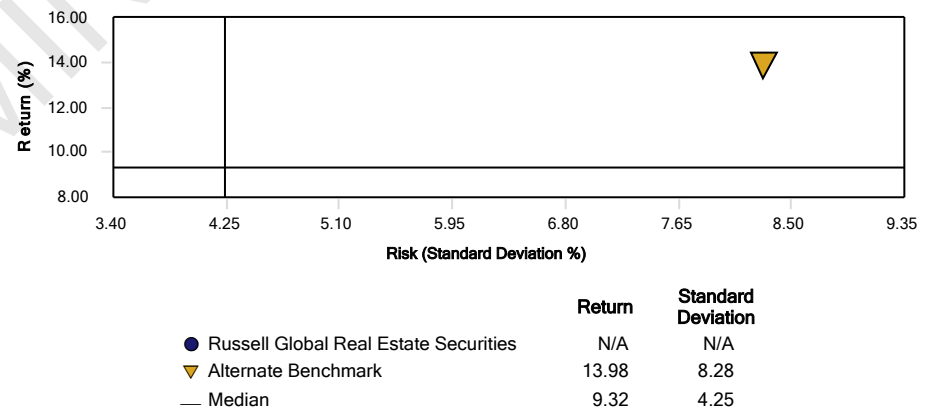 16.00
14.00
12.00
10.00
8.00
Return (%)
3.40 4.25 5.10 5.95 6.80 7.65 8.50 9.35
Risk (Standard Deviation %)
Return Standard Deviation
Russell Global Real Estate Securities N/A N/A
Alternate Benchmark 13.98 8.28
Median 9.32 4.25